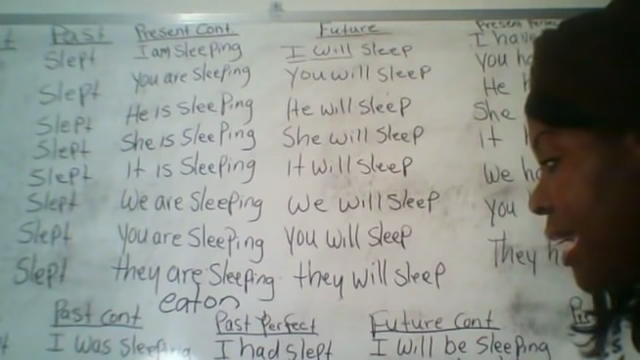 Past Present Cont Future Present
Slept I am Sleeping I will Sleep I have
Slept You are Sleeping You will Sleep You
Slept He is Sleeping He will Sleep He
Slept She is Sleeping She will Sleep She
Slept It is Sleeping It will Sleep It
Slept We are Sleeping We will Sleep We
Slept You are Sleeping You will Sleep You
Slept they are Sleeping they will Sleep They
eaton
Past Cont Past Perfect Future Cont
I was Sleeping I had slept I will be Sleeping